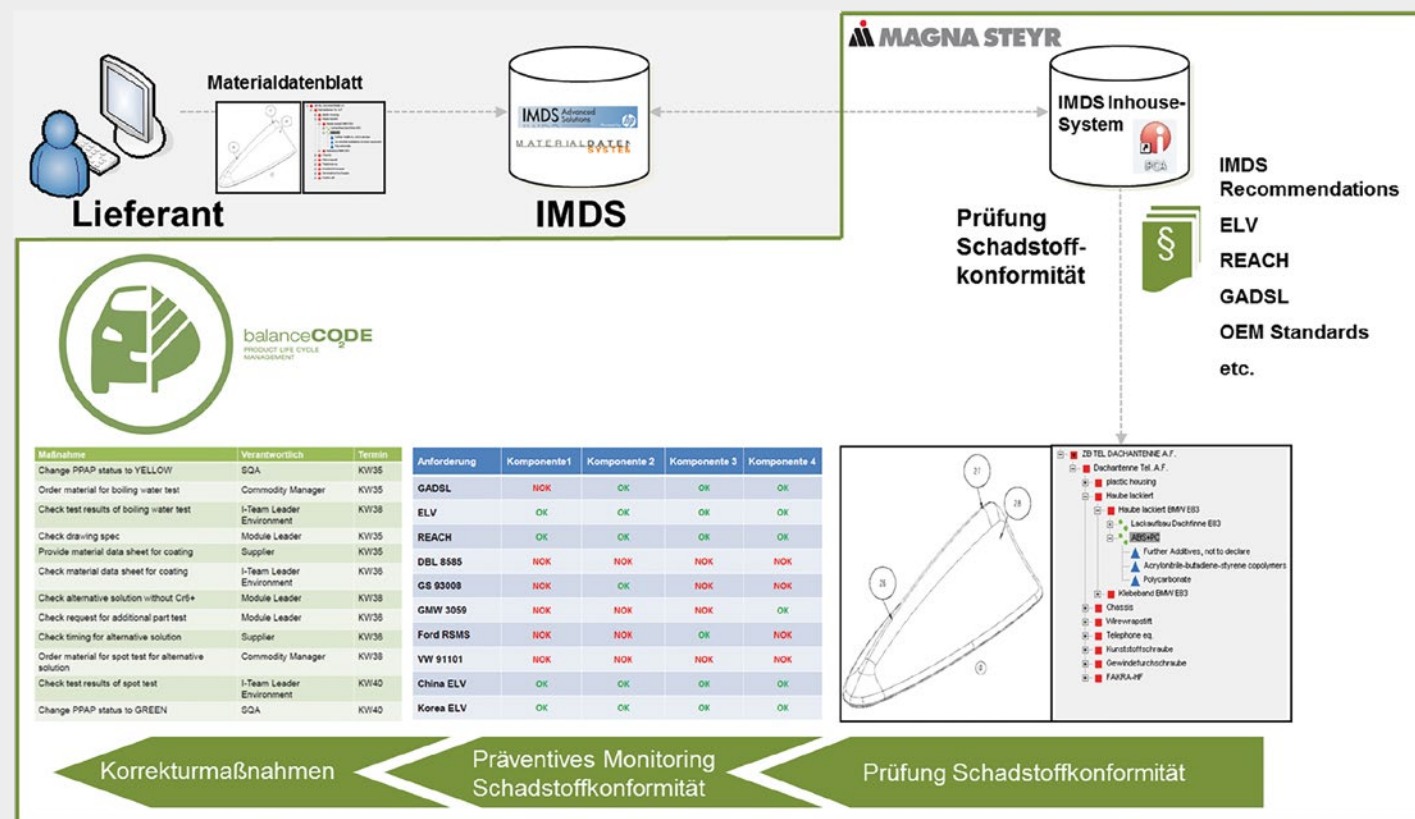 MAGNA STEYR
Materialdatenblatt
IMDS Advanced
Solutions
hp
MATERIALDATEN
SYSTEM
IMDS Inhouse-
System
PCA
Lieferant
IMDS
Prüfung
Schadstoff-
konformität
§
IMDS
Recommendations
ELV
REACH
GADSL
OEM Standards
etc.
balanceCO2DE
PRODUCT LIFE CYCLE
MANAGEMENT
Maßnahme Verantwortlich Termin
Change PPAP status to YELLOW SQA KW35
Order material for boiling water test Commodity Manager KW35
Check test results of boiling water test I-Team Leader KW38
Environment
Check drawing spec Module Leader KW35
Provide material data sheet for coating Supplier KW35
Check material data sheet for coating I-Team Leader KW36
Environment
Check alternative solution without Cr6+ Module Leader KW38
Check request for additional part test Module Leader KW36
Check timing for alternative solution Supplier KW36
Order material for spot test for alternative Commodity Manager KW38
solution
Check test results of spot test I-Team Leader KW40
Environment
Change PPAP status to GREEN SQA KW40
Anforderung Komponente1 Komponente 2 Komponente 3 Komponente 4
GADSL NOK OK OK OK
ELV OK OK OK OK
REACH OK OK OK OK
DBL 8585 NOK NOK NOK NOK
GS 93008 NOK OK NOK NOK
GMW 3059 NOK NOK NOK OK
Ford RSMS NOK NOK OK NOK
VW 91101 NOK NOK NOK NOK
China ELV OK OK OK OK
Korea ELV OK OK OK OK
27
28
26
ZB TEL DACHANTENNE A.F.
Dachantenne Tel. A.F.
plastic housing
Haube lackiert
Haube lackiert BMW E83
Lackaufbau Dachfinne E83
ABS+PC
Further Additives, not to declare
Acrylonitrile-butadiene-styrene copolymers
Polycarbonate
Klebeband BMW E83
Chassis
Wirewrapstift
Telephone eq.
Kunststoffschraube
Gewindefurchschraube
FAKRA-HF
Korrekturmaßnahmen
Präventives Monitoring
Schadstoffkonformität
Prüfung Schadstoffkonformität